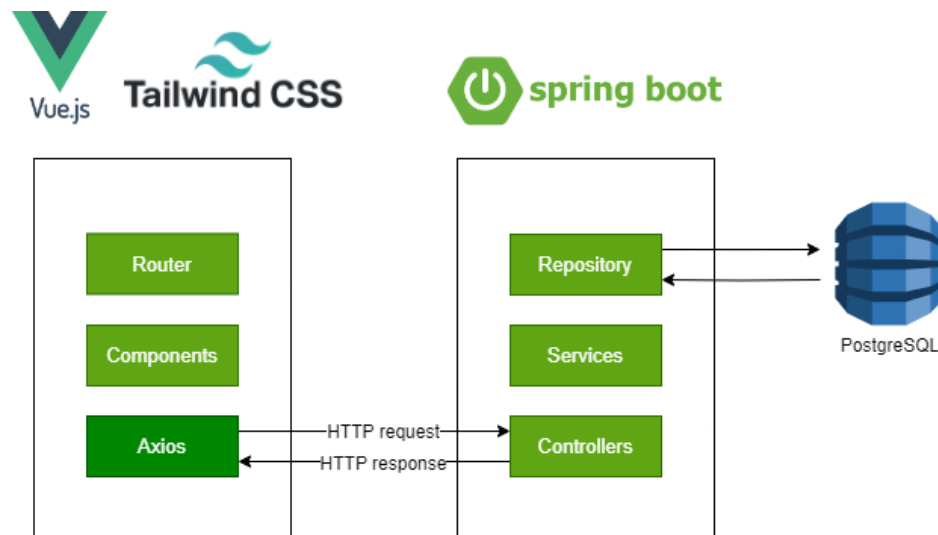 Vue.js
Tailwind CSS
spring boot
Router
Components
Axios
HTTP request
HTTP response
Repository
Services
Controllers
PostgreSQL